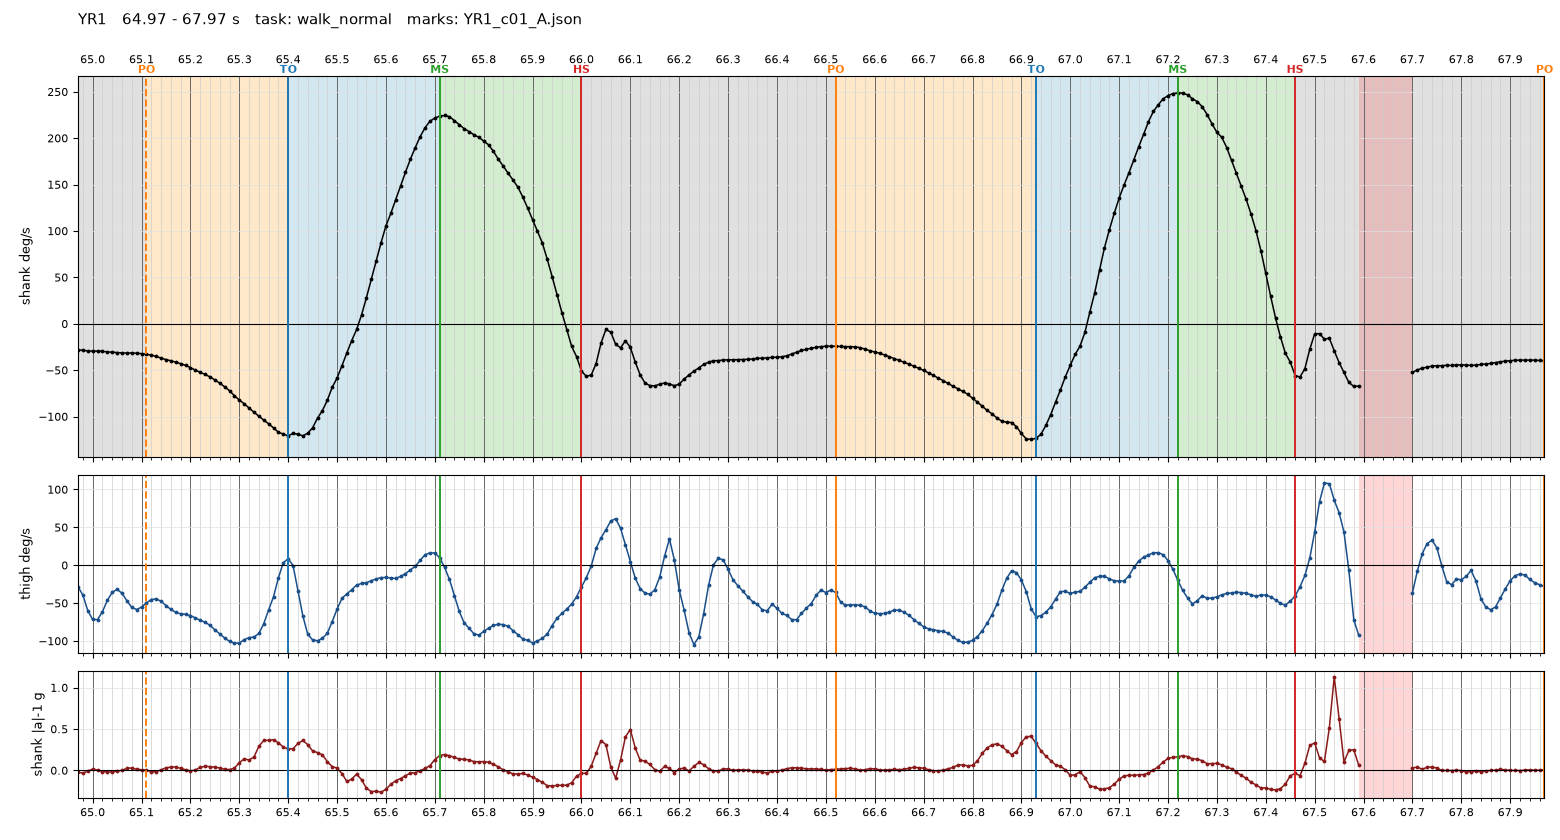 YR1   64.97 - 67.97 s   task: walk_normal   marks: YR1_c01_A.json
65.0 65.1 65.2 65.3 65.4 65.5 65.6 65.7 65.8 65.9 66.0 66.1 66.2 66.3 66.4 66.5 66.6 66.7 66.8 66.9 67.0 67.1 67.2 67.3 67.4 67.5 67.6 67.7 67.8 67.9
PO TO MS HS PO TO MS HS PO
250
200
150
100
50
0
−50
−100
shank deg/s
100
50
0
−50
−100
thigh deg/s
1.0
0.5
0.0
shank |a|-1 g
65.0 65.1 65.2 65.3 65.4 65.5 65.6 65.7 65.8 65.9 66.0 66.1 66.2 66.3 66.4 66.5 66.6 66.7 66.8 66.9 67.0 67.1 67.2 67.3 67.4 67.5 67.6 67.7 67.8 67.9